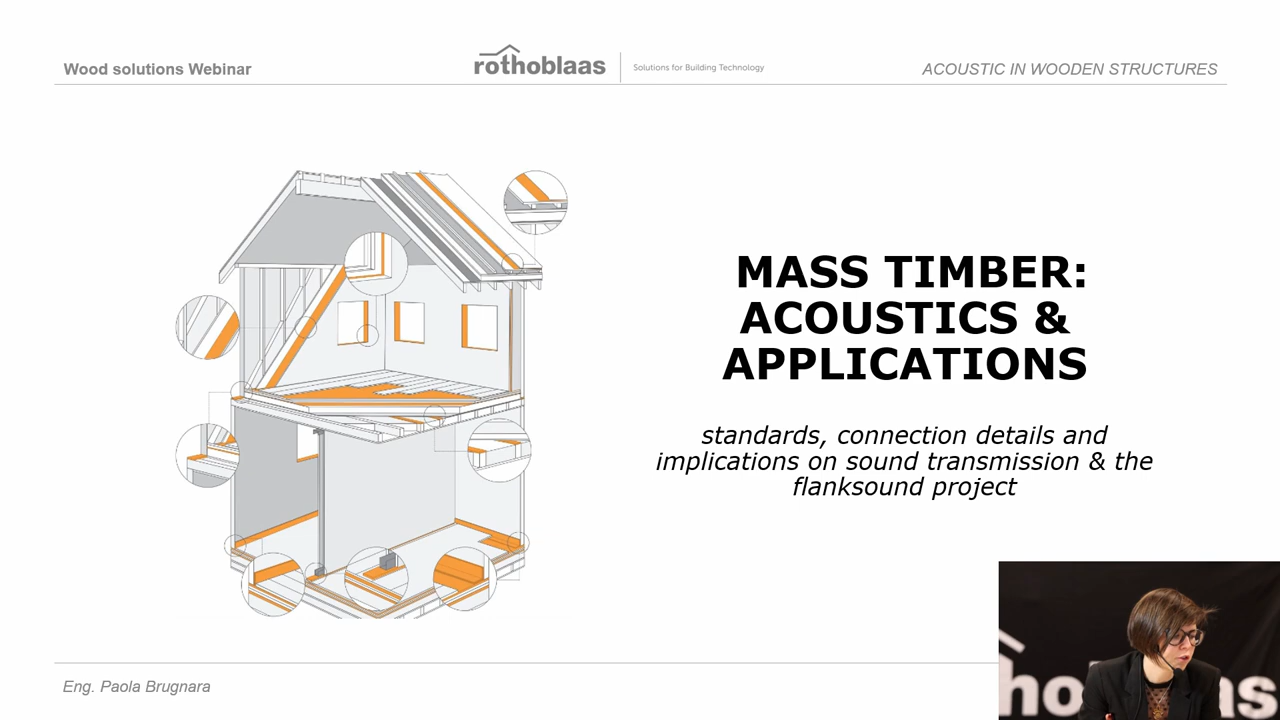 Wood solutions Webinar
rothoblaas
Solutions for Building Technology
ACOUSTIC IN WOODEN STRUCTURES
MASS TIMBER:
ACOUSTICS &
APPLICATIONS
standards, connection details and
implications on sound transmission & the
flanksound project
Eng. Paola Brugnara